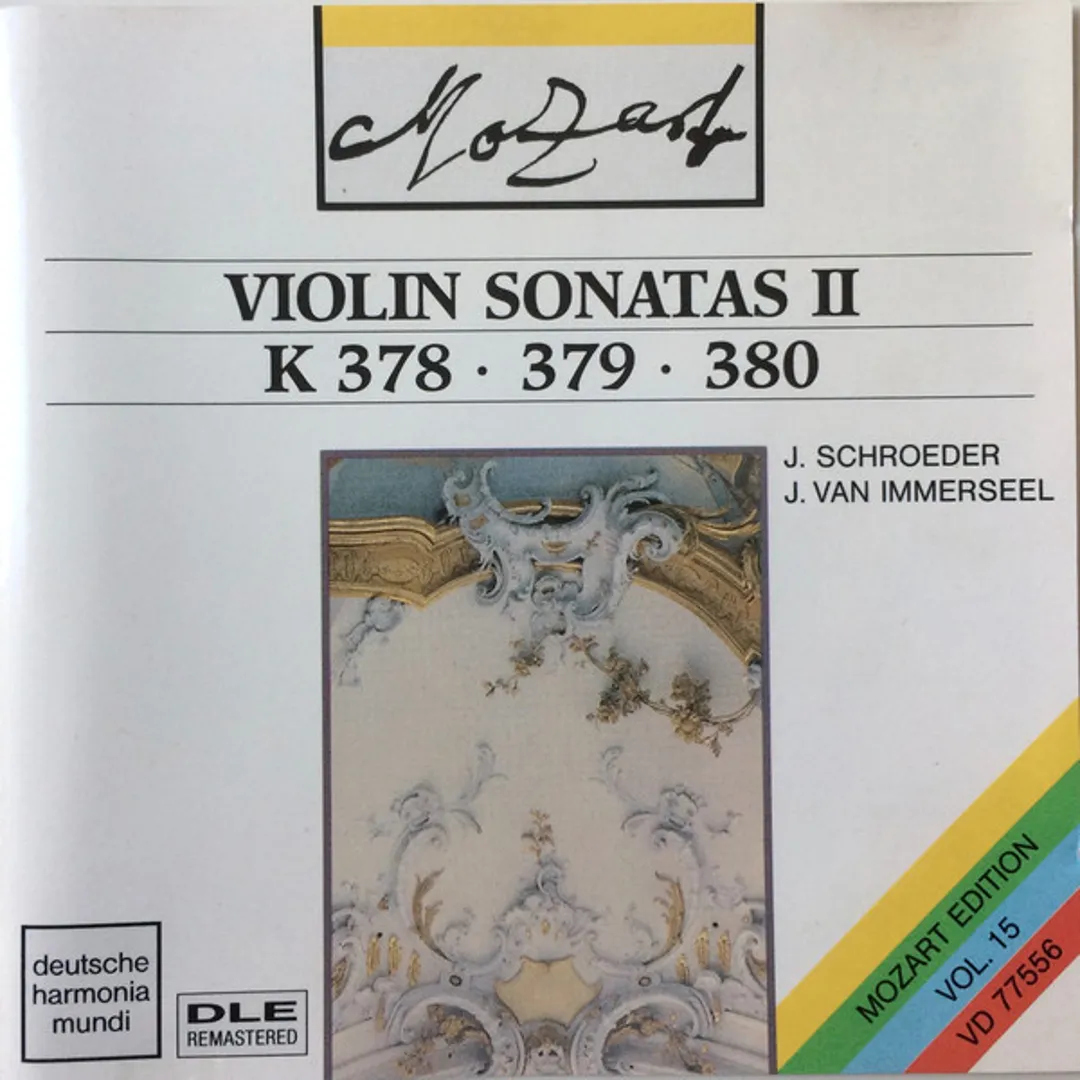 Mozart
VIOLIN SONATAS II
K 378 · 379 · 380
J. SCHROEDER
J. VAN IMMERSEEL
MOZART EDITION
VOL. 15
VD 77556
deutsche
harmonia
mundi
DLE
REMASTERED